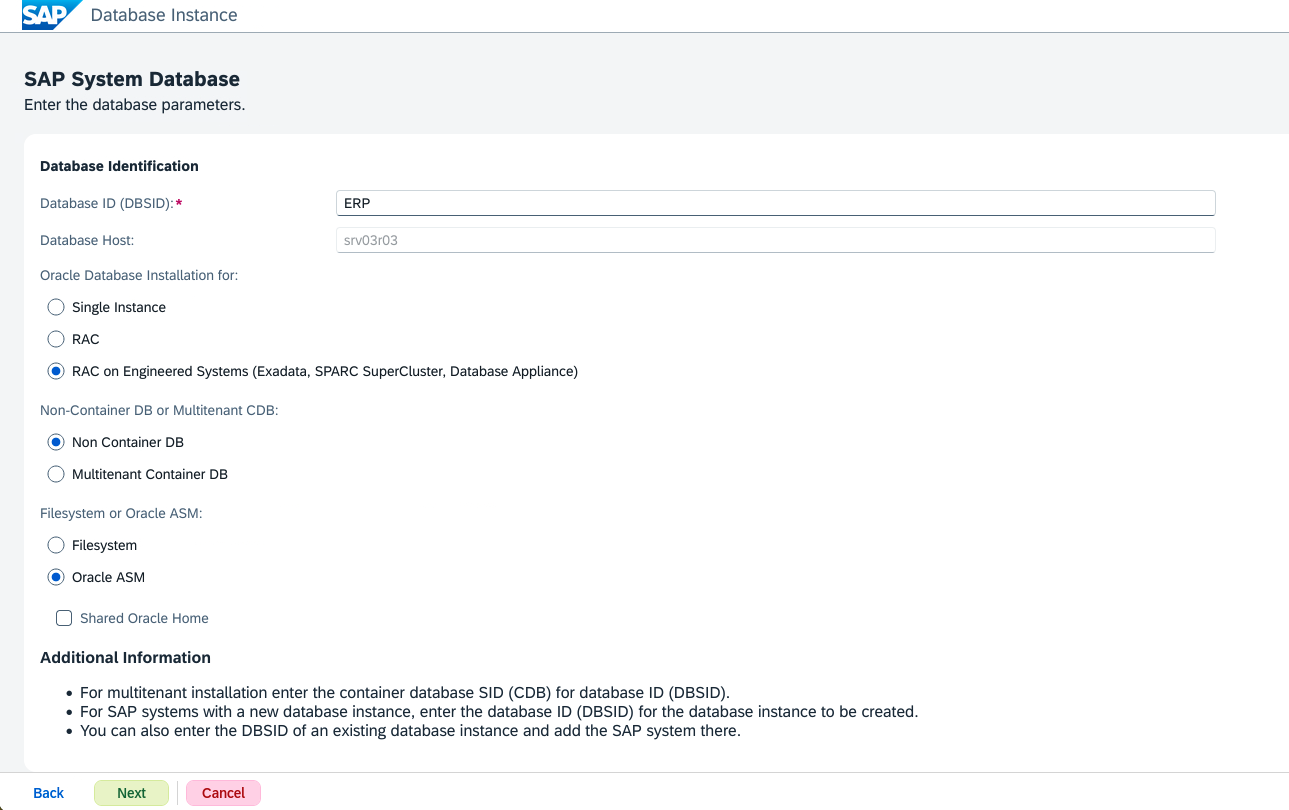 SAP Database Instance
SAP System Database
Enter the database parameters.
Database Identification
Database ID (DBSID):* ERP
Database Host: srv03r03
Oracle Database Installation for:
Single Instance
RAC
RAC on Engineered Systems (Exadata, SPARC SuperCluster, Database Appliance)
Non-Container DB or Multitenant CDB:
Non Container DB
Multitenant Container DB
Filesystem or Oracle ASM:
Filesystem
Oracle ASM
Shared Oracle Home
Additional Information
• For multitenant installation enter the container database SID (CDB) for database ID (DBSID).
• For SAP systems with a new database instance, enter the database ID (DBSID) for the database instance to be created.
• You can also enter the DBSID of an existing database instance and add the SAP system there.
Back Next Cancel